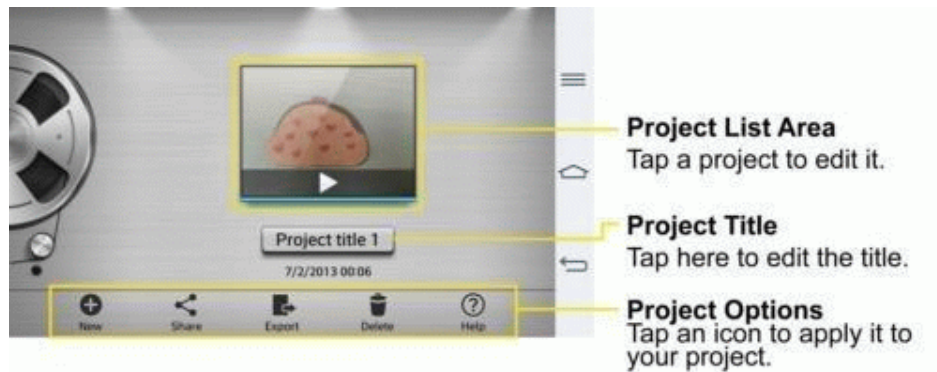 Project List Area
Tap a project to edit it.
Project title 1
7/2/2013 00:06
Project Title
Tap here to edit the title.
New
Share
Export
Delete
Help
Project Options
Tap an icon to apply it to
your project.